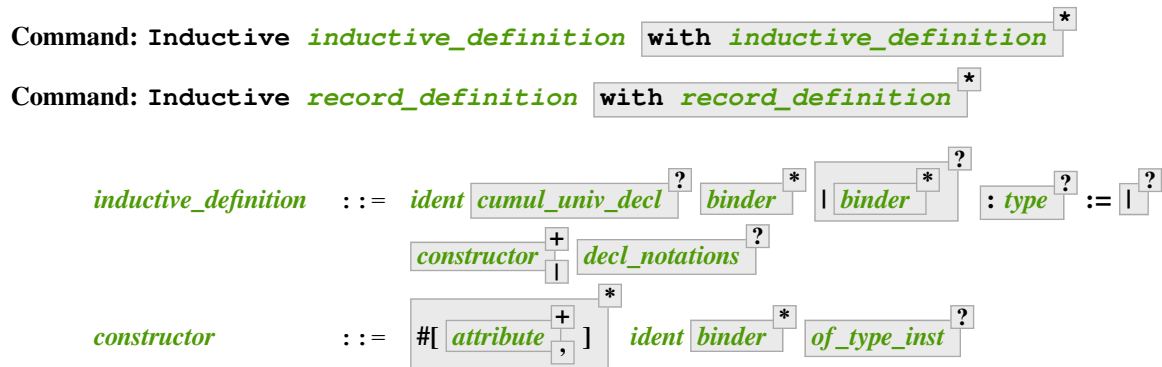 Command: Inductive inductive_definition with inductive_definition *
Command: Inductive record_definition with record_definition *
inductive_definition ::= ident cumul_univ_decl ? binder * | binder * ? : type ? := | ?
constructor + | decl_notations ?
constructor ::= #[ attribute + , ] * ident binder * of_type_inst ?